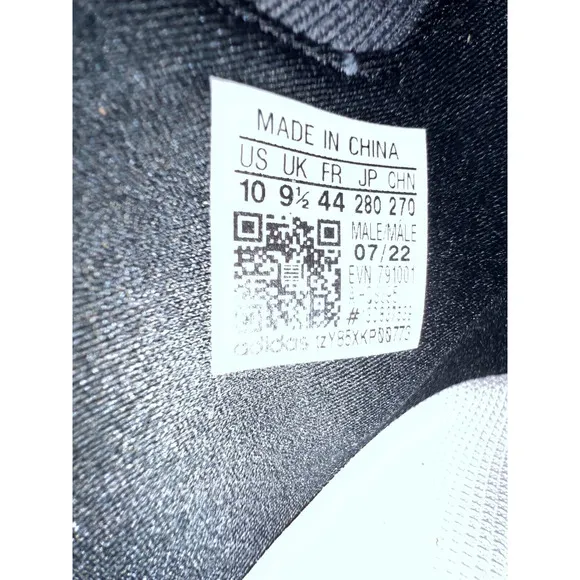 MADE IN CHINA
US UK FR JP CHN
10 9½ 44 280 270
MALE/MÂLE
07/22
EVN 791001
#
adidas